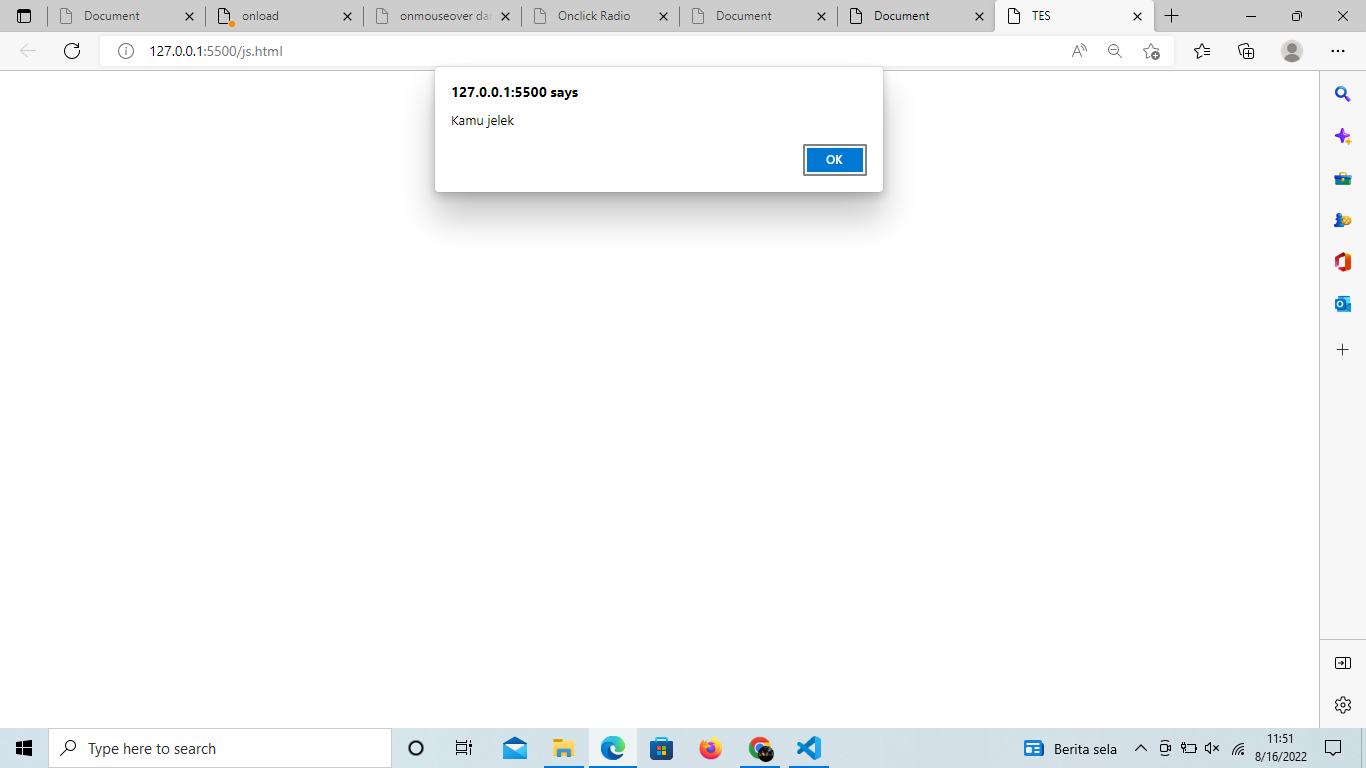 Document
onload
onmouseover dan
Onclick Radio
Document
Document
TES
127.0.0.1:5500/js.html
127.0.0.1:5500 says
Kamu jelek
OK
Type here to search
Berita sela
11:51
8/16/2022